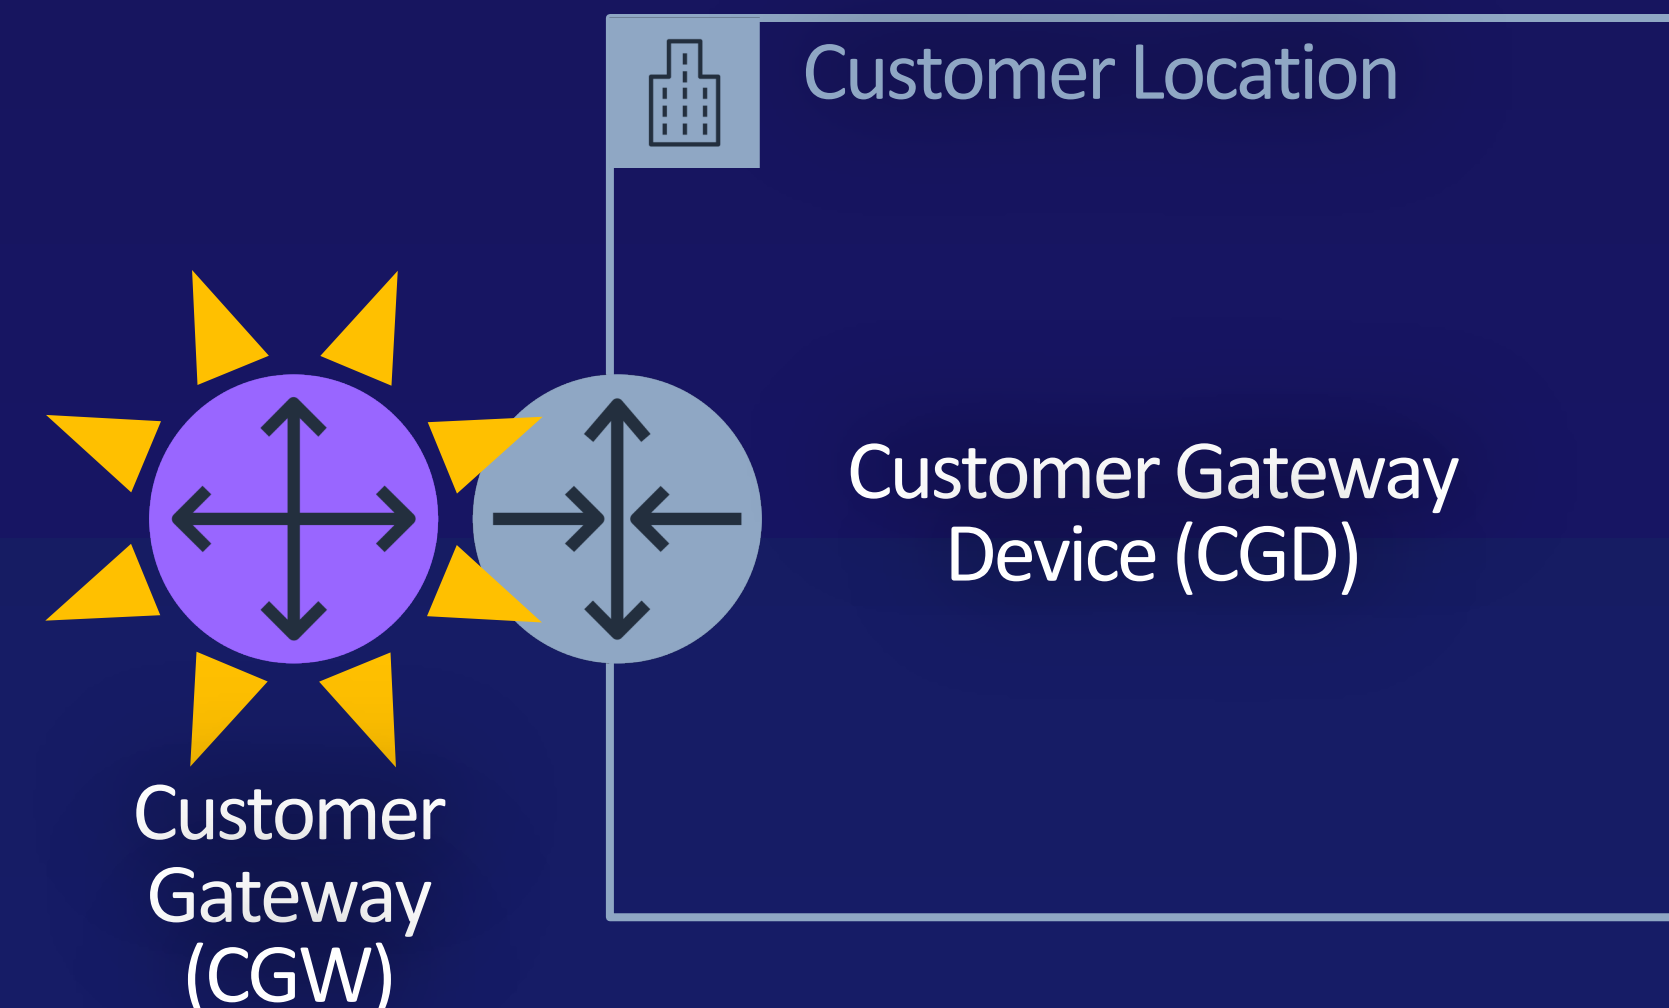 Customer Location
Customer Gateway
Device (CGD)
Customer
Gateway
(CGW)